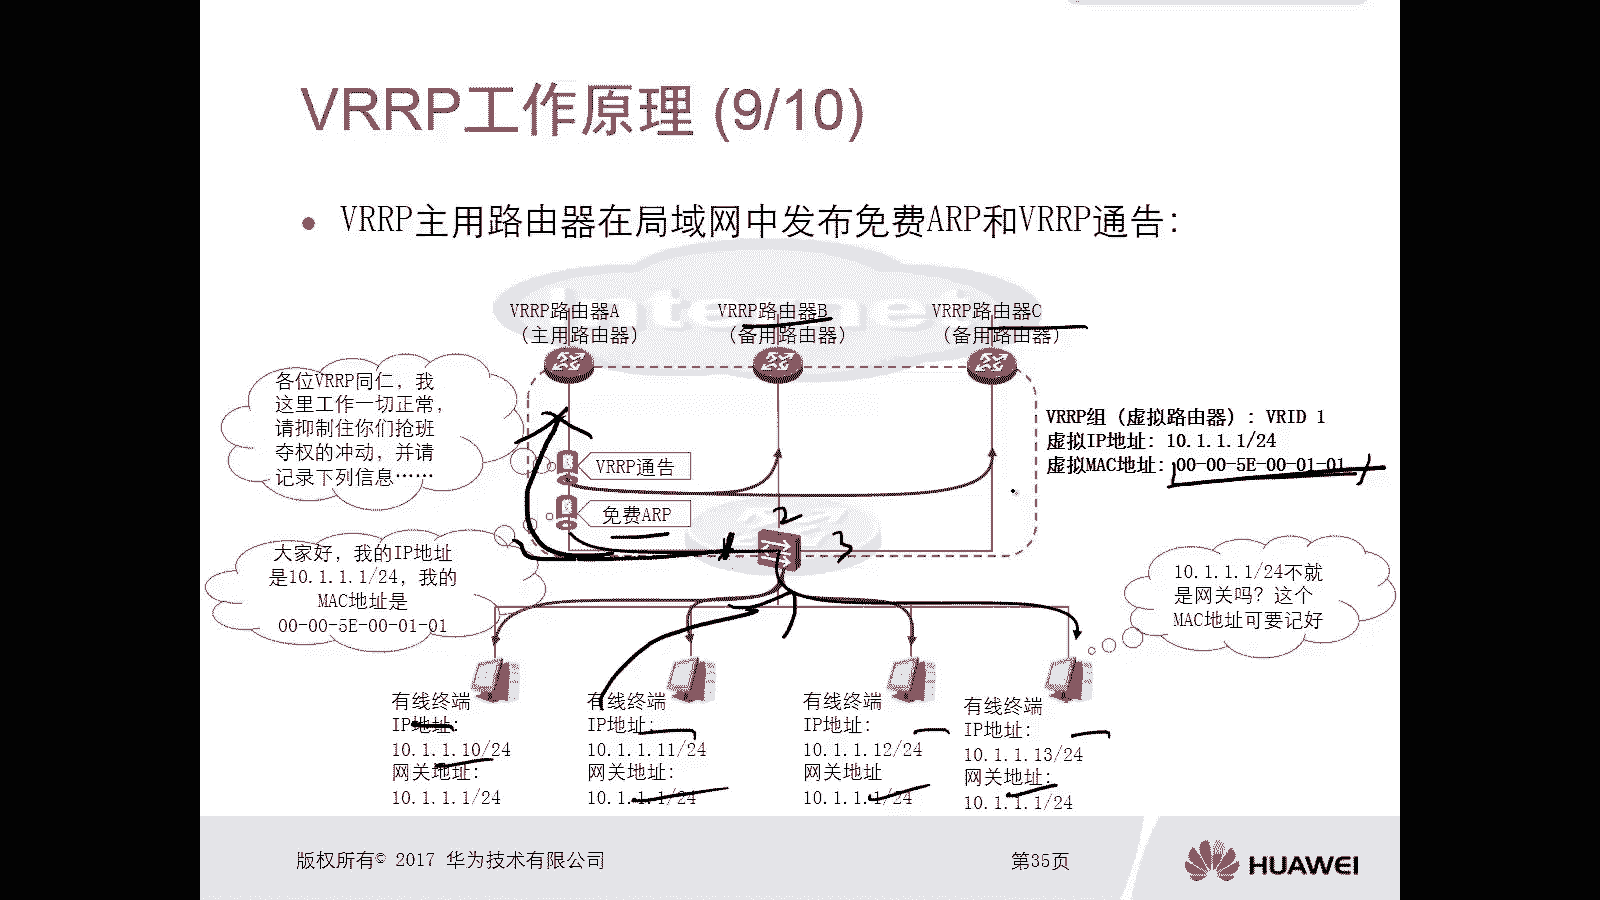 VRRP工作原理 (9/10)
• VRRP主用路由器在局域网中发布免费ARP和VRRP通告：
Internet
VRRP路由器A
（主用路由器）
VRRP路由器B
（备用路由器）
VRRP路由器C
（备用路由器）
各位VRRP同仁，我
这里工作一切正常，
请抑制住你们抢班
夺权的冲动，并请
记录下列信息……
VRRP通告
免费ARP
VRRP组（虚拟路由器）：VRID 1
虚拟IP地址：10.1.1.1/24
虚拟MAC地址：00-00-5E-00-01-01
1
2
3
大家好，我的IP地址
是10.1.1.1/24，我的
MAC地址是
00-00-5E-00-01-01
10.1.1.1/24不就
是网关吗？这个
MAC地址可要记好
有线终端
IP地址：
10.1.1.10/24
网关地址：
10.1.1.1/24
有线终端
IP地址：
10.1.1.11/24
网关地址：
10.1.1.1/24
有线终端
IP地址：
10.1.1.12/24
网关地址
10.1.1.1/24
有线终端
IP地址：
10.1.1.13/24
网关地址：
10.1.1.1/24
版权所有© 2017 华为技术有限公司
第35页
HUAWEI